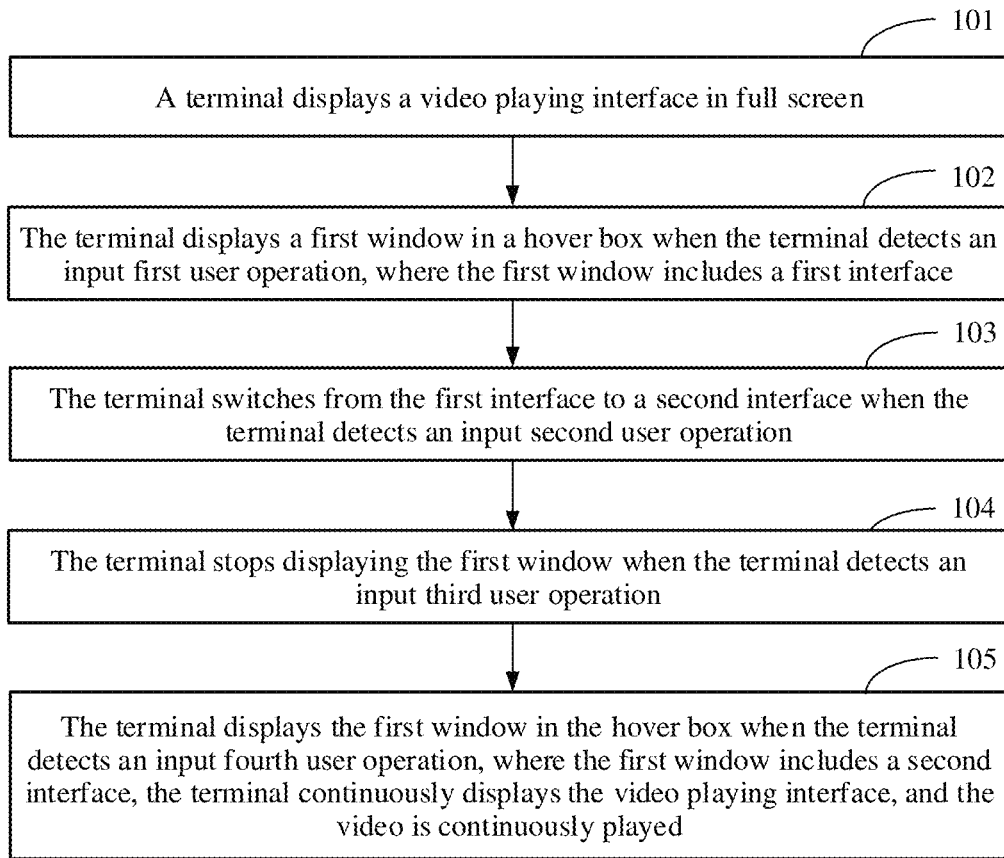 101
A terminal displays a video playing interface in full screen
102
The terminal displays a first window in a hover box when the terminal detects an
input first user operation, where the first window includes a first interface
103
The terminal switches from the first interface to a second interface when the
terminal detects an input second user operation
104
The terminal stops displaying the first window when the terminal detects an
input third user operation
105
The terminal displays the first window in the hover box when the terminal
detects an input fourth user operation, where the first window includes a second
interface, the terminal continuously displays the video playing interface, and the
video is continuously played